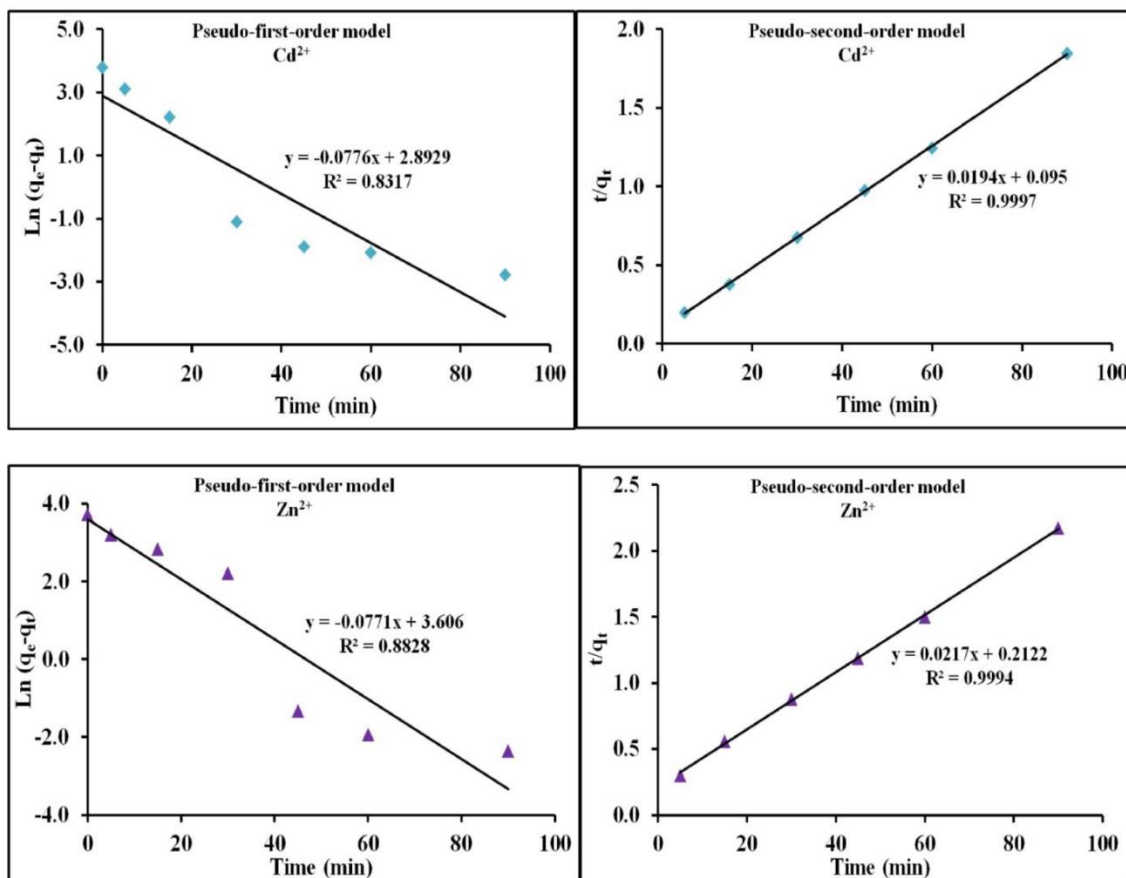 Pseudo-first-order model
Cd²⁺
5.0
3.0
1.0
-1.0
-3.0
-5.0
Ln (qₑ-qₜ)
y = -0.0776x + 2.8929
R² = 0.8317
0 20 40 60 80 100
Time (min)
Pseudo-second-order model
Cd²⁺
2.0
1.5
1.0
0.5
0.0
t/qₜ
y = 0.0194x + 0.095
R² = 0.9997
0 20 40 60 80 100
Time (min)
Pseudo-first-order model
Zn²⁺
4.0
2.0
0.0
-2.0
-4.0
Ln (qₑ-qₜ)
y = -0.0771x + 3.606
R² = 0.8828
0 20 40 60 80 100
Time (min)
Pseudo-second-order model
Zn²⁺
2.5
2.0
1.5
1.0
0.5
0.0
t/qₜ
y = 0.0217x + 0.2122
R² = 0.9994
0 20 40 60 80 100
Time (min)